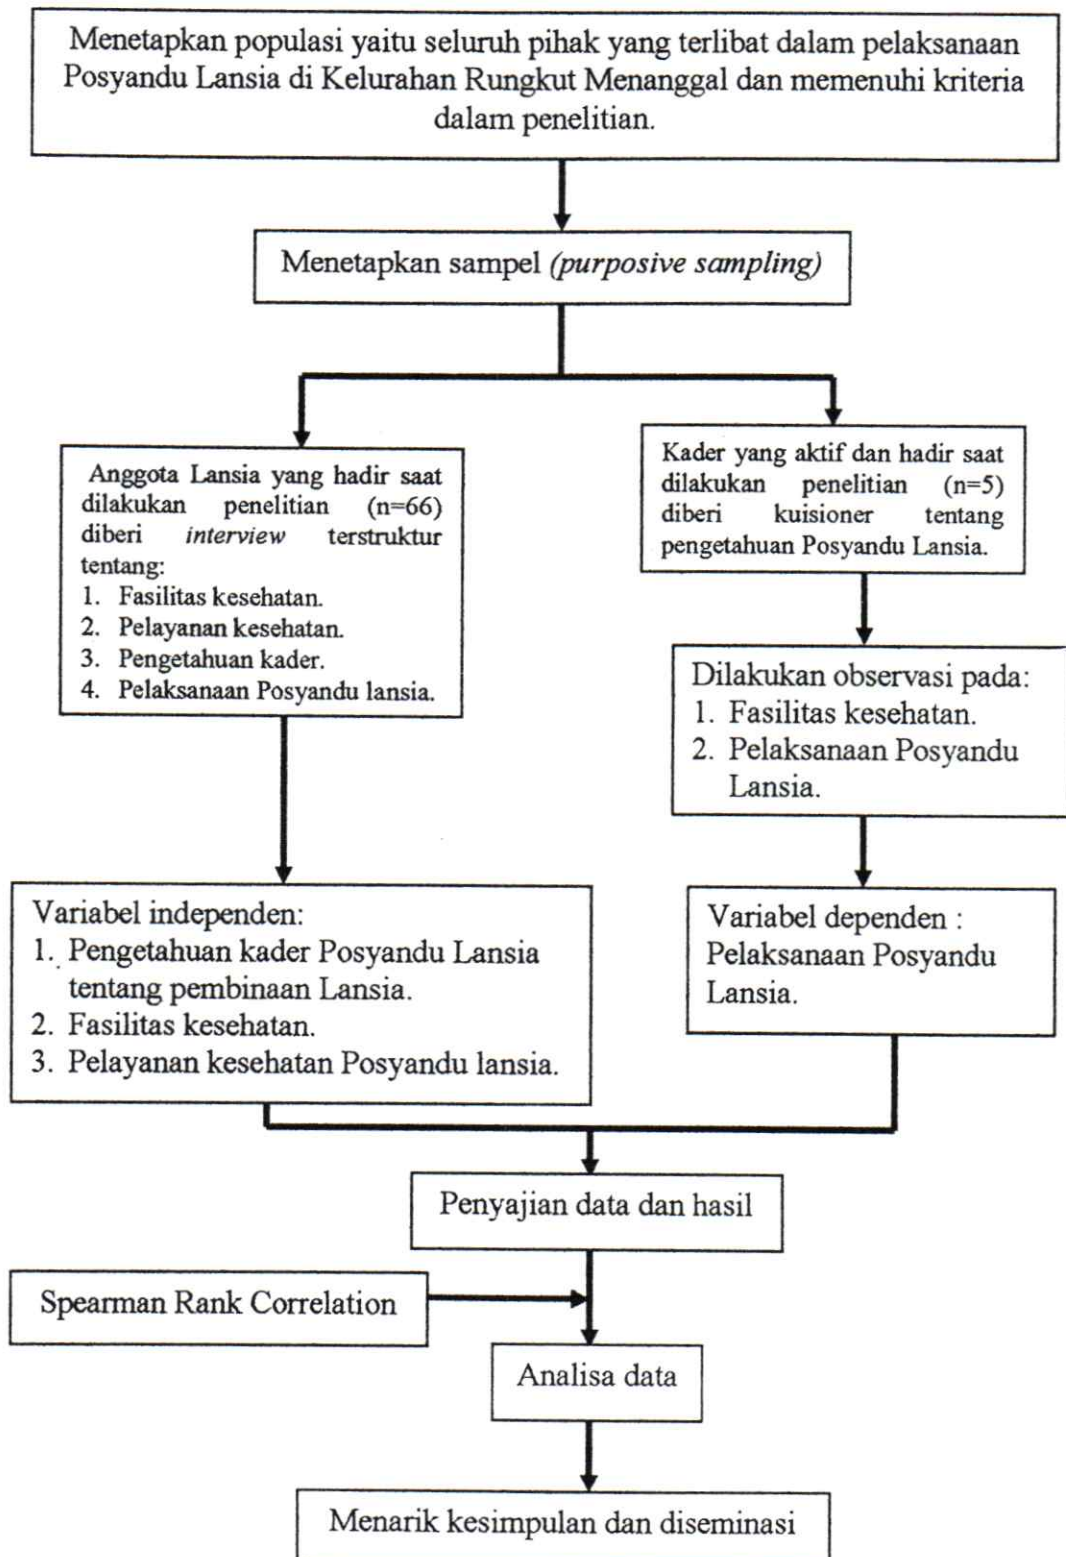 Menetapkan populasi yaitu seluruh pihak yang terlibat dalam pelaksanaan
Posyandu Lansia di Kelurahan Rungkut Menanggal dan memenuhi kriteria
dalam penelitian.
Menetapkan sampel (purposive sampling)
Anggota Lansia yang hadir saat
dilakukan penelitian (n=66)
diberi interview terstruktur
tentang:
1. Fasilitas kesehatan.
2. Pelayanan kesehatan.
3. Pengetahuan kader.
4. Pelaksanaan Posyandu lansia.
Kader yang aktif dan hadir saat
dilakukan penelitian (n=5)
diberi kuisioner tentang
pengetahuan Posyandu Lansia.
Dilakukan observasi pada:
1. Fasilitas kesehatan.
2. Pelaksanaan Posyandu
Lansia.
Variabel independen:
1. Pengetahuan kader Posyandu Lansia
tentang pembinaan Lansia.
2. Fasilitas kesehatan.
3. Pelayanan kesehatan Posyandu lansia.
Variabel dependen :
Pelaksanaan Posyandu
Lansia.
Penyajian data dan hasil
Spearman Rank Correlation
Analisa data
Menarik kesimpulan dan diseminasi